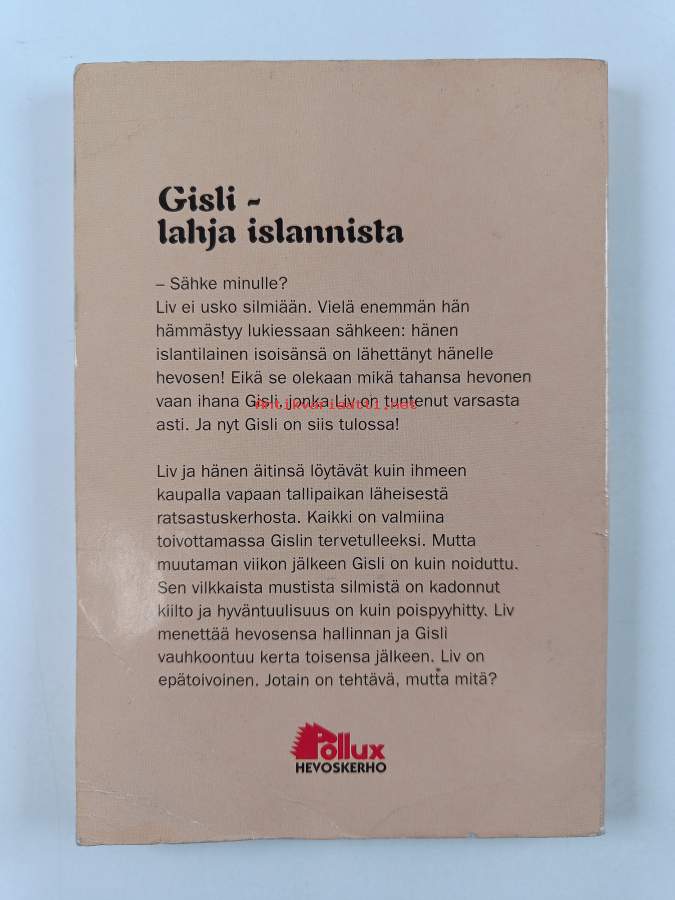 Gisli -
lahja islannista
– Sähke minulle?
Liv ei usko silmiään. Vielä enemmän hän
hämmästyy lukiessaan sähkeen: hänen
islantilainen isoisänsä on lähettänyt hänelle
hevosen! Eikä se olekaan mikä tahansa hevonen
vaan ihana Gisli, jonka Liv on tuntenut varsasta
antikvariaatti.net
asti. Ja nyt Gisli on siis tulossa!
Liv ja hänen äitinsä löytävät kuin ihmeen
kaupalla vapaan tallipaikan läheisestä
ratsastuskerhosta. Kaikki on valmiina
toivottamassa Gislin tervetulleeksi. Mutta
muutaman viikon jälkeen Gisli on kuin noiduttu.
Sen vilkkaista mustista silmistä on kadonnut
kiilto ja hyväntuulisuus on kuin poispyyhitty. Liv
menettää hevosensa hallinnan ja Gisli
vauhkoontuu kerta toisensa jälkeen. Liv on
epätoivoinen. Jotain on tehtävä, mutta mitä?
Pollux
HEVOSKERHO